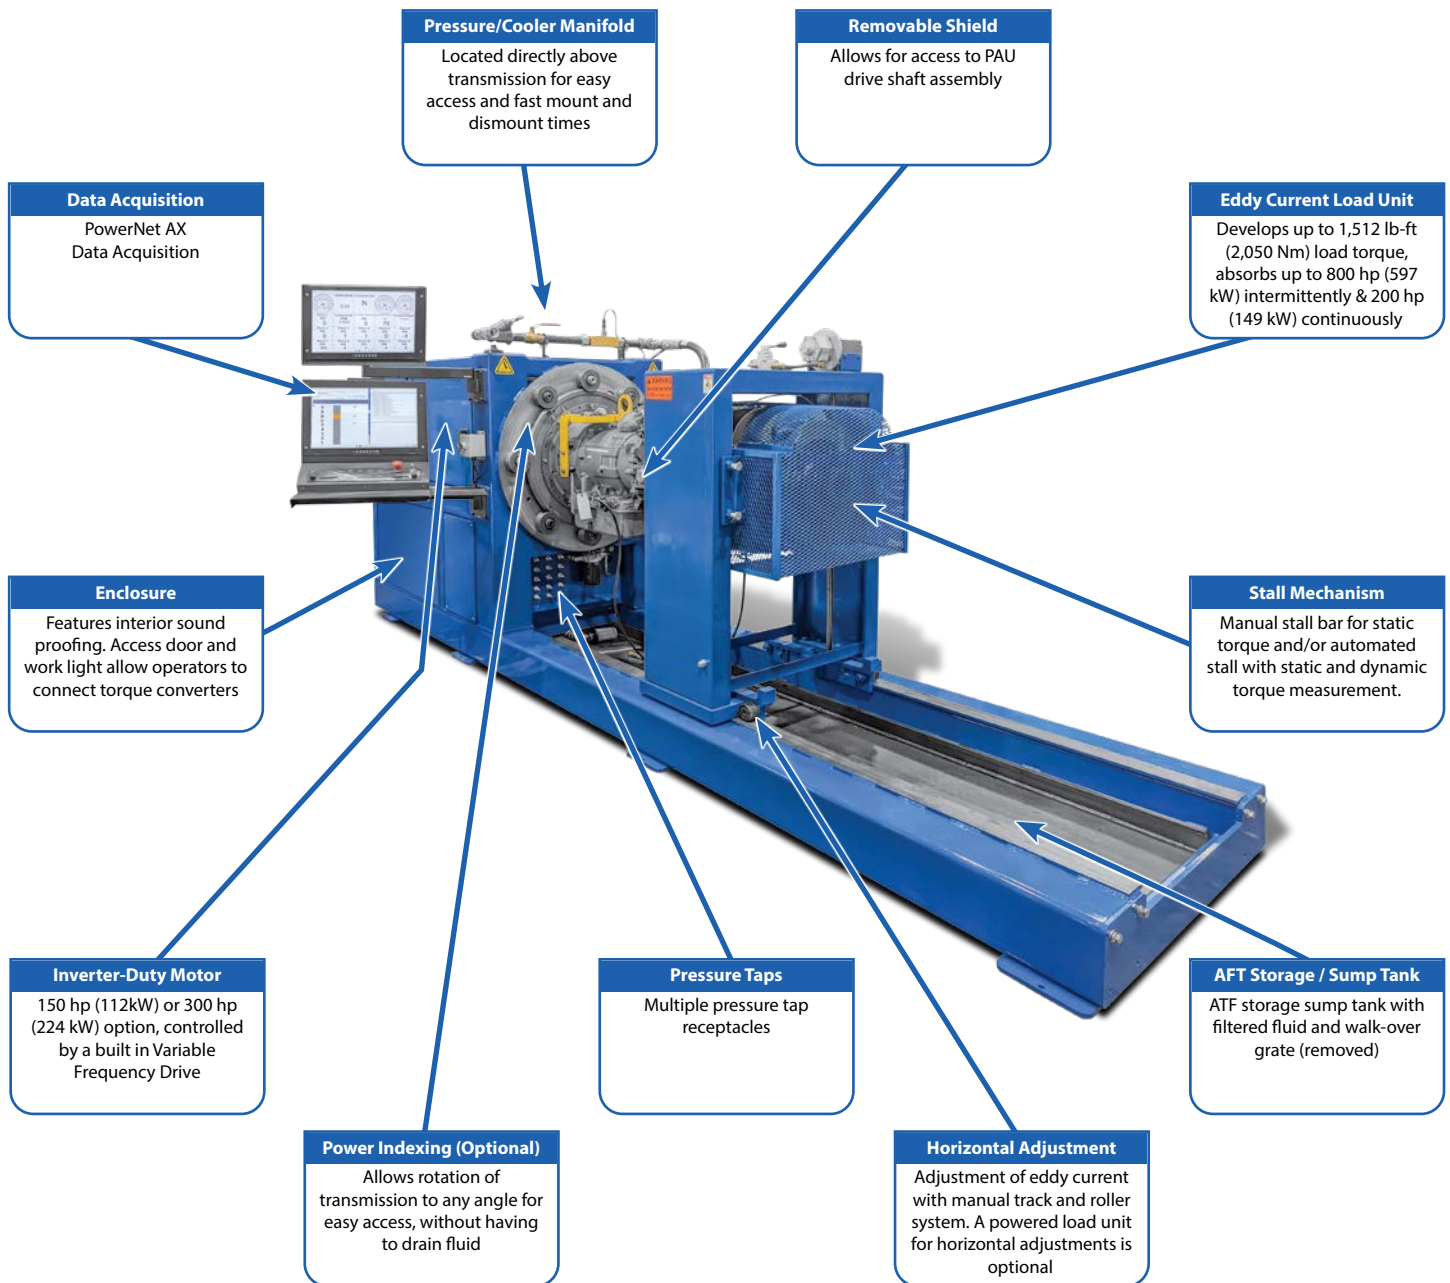 Pressure/Cooler Manifold
Located directly above
transmission for easy
access and fast mount and
dismount times
Removable Shield
Allows for access to PAU
drive shaft assembly
Data Acquisition
PowerNet AX
Data Acquisition
Eddy Current Load Unit
Develops up to 1,512 lb-ft
(2,050 Nm) load torque,
absorbs up to 800 hp (597
kW) intermittently & 200 hp
(149 kW) continuously
WARNING
Enclosure
Features interior sound
proofing. Access door and
work light allow operators to
connect torque converters
Stall Mechanism
Manual stall bar for static
torque and/or automated
stall with static and dynamic
torque measurement.
Inverter-Duty Motor
150 hp (112kW) or 300 hp
(224 kW) option, controlled
by a built in Variable
Frequency Drive
Pressure Taps
Multiple pressure tap
receptacles
AFT Storage / Sump Tank
ATF storage sump tank with
filtered fluid and walk-over
grate (removed)
Power Indexing (Optional)
Allows rotation of
transmission to any angle for
easy access, without having
to drain fluid
Horizontal Adjustment
Adjustment of eddy current
with manual track and roller
system. A powered load unit
for horizontal adjustments is
optional